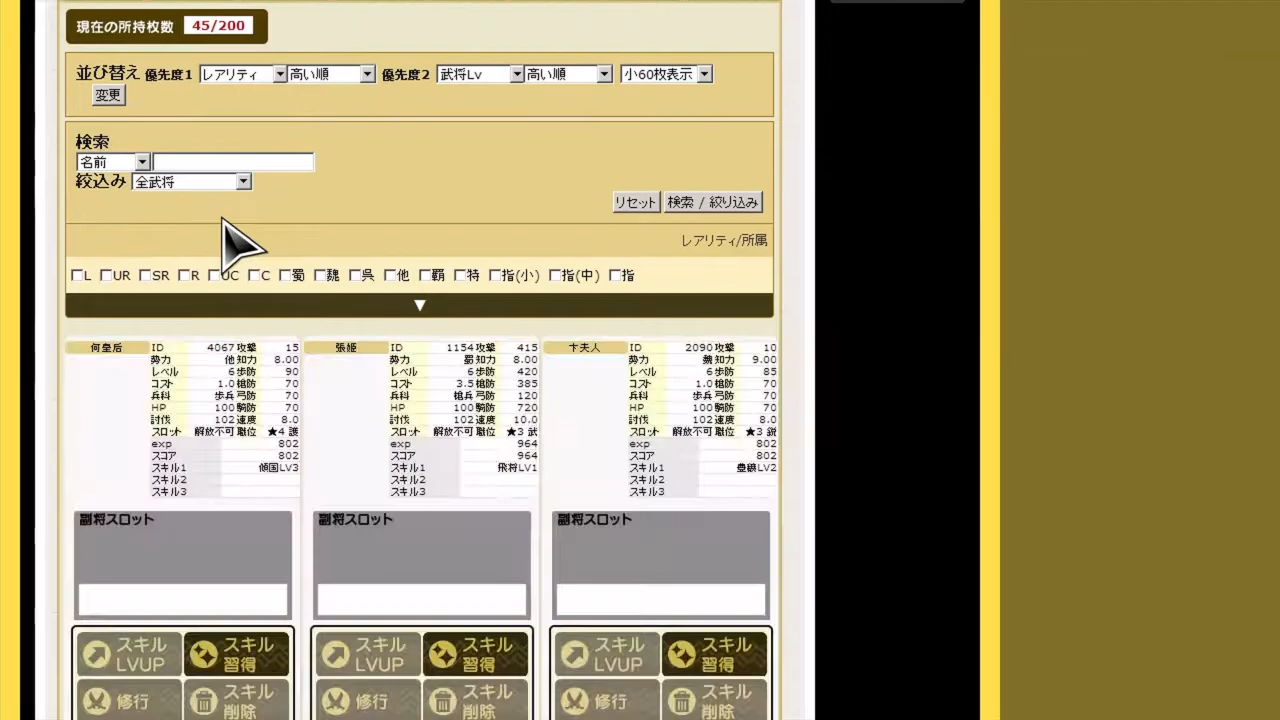 現在の所持枚数 45/200
並び替え 優先度1 レアリティ 高い順 優先度2 武将Lv 高い順 小60枚表示
変更
検索
名前
絞込み 全武将
リセット 検索 / 絞り込み
レアリティ/所属
L UR SR R UC C 蜀 魏 呉 他 覇 特 指(小) 指(中) 指
▼
何皇后 ID 4067 攻撃 15
勢力 他 知力 8.00
レベル 6 歩防 90
コスト 1.0 槍防 70
兵科 歩兵 弓防 70
HP 100 騎防 70
討伐 102 速度 8.0
スロット 解放不可 職位 ★4 護
exp 802
スコア 802
スキル1 傾国LV3
スキル2
スキル3
副将スロット
スキルLVUP スキル習得
修行 スキル削除
張姫 ID 1154 攻撃 415
勢力 蜀 知力 8.00
レベル 6 歩防 420
コスト 3.5 槍防 385
兵科 槍兵 弓防 120
HP 100 騎防 720
討伐 102 速度 10.0
スロット 解放不可 職位 ★3 武
exp 964
スコア 964
スキル1 飛将LV1
スキル2
スキル3
副将スロット
スキルLVUP スキル習得
修行 スキル削除
卞夫人 ID 2090 攻撃 10
勢力 魏 知力 9.00
レベル 6 歩防 85
コスト 1.0 槍防 70
兵科 歩兵 弓防 70
HP 100 騎防 70
討伐 102 速度 8.0
スロット 解放不可 職位 ★3 鋭
exp 802
スコア 802
スキル1 豊穣LV2
スキル2
スキル3
副将スロット
スキルLVUP スキル習得
修行 スキル削除